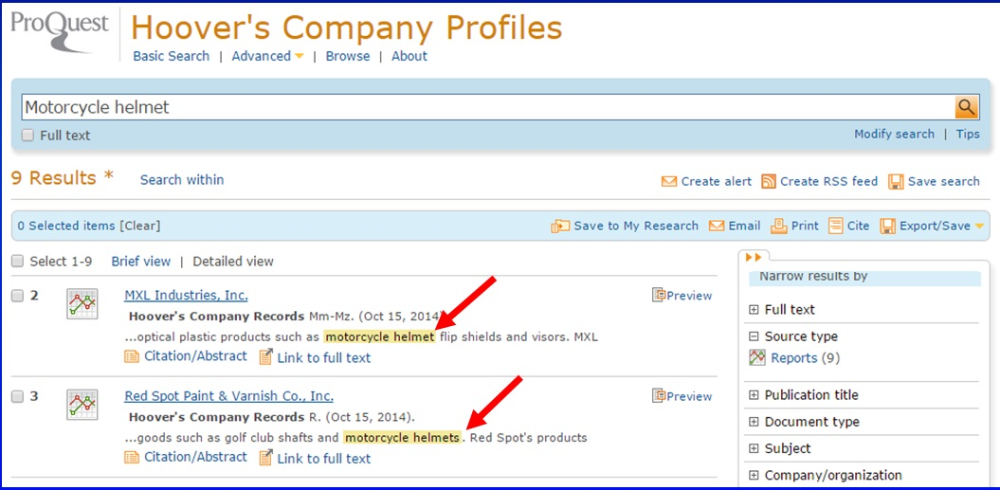 ProQuest
Hoover's Company Profiles
Basic Search | Advanced | Browse | About
Motorcycle helmet
Full text
Modify search | Tips
9 Results * Search within
Create alert Create RSS feed Save search
0 Selected items [Clear] Save to My Research Email Print Cite Export/Save
Select 1-9 Brief view | Detailed view
Narrow results by
2 MXL Industries, Inc. Preview
Hoover's Company Records Mm-Mz. (Oct 15, 2014)
...optical plastic products such as motorcycle helmet flip shields and visors. MXL
Citation/Abstract Link to full text
3 Red Spot Paint & Varnish Co., Inc. Preview
Hoover's Company Records R. (Oct 15, 2014).
...goods such as golf club shafts and motorcycle helmets. Red Spot's products
Citation/Abstract Link to full text
Full text
Source type
Reports (9)
Publication title
Document type
Subject
Company/organization